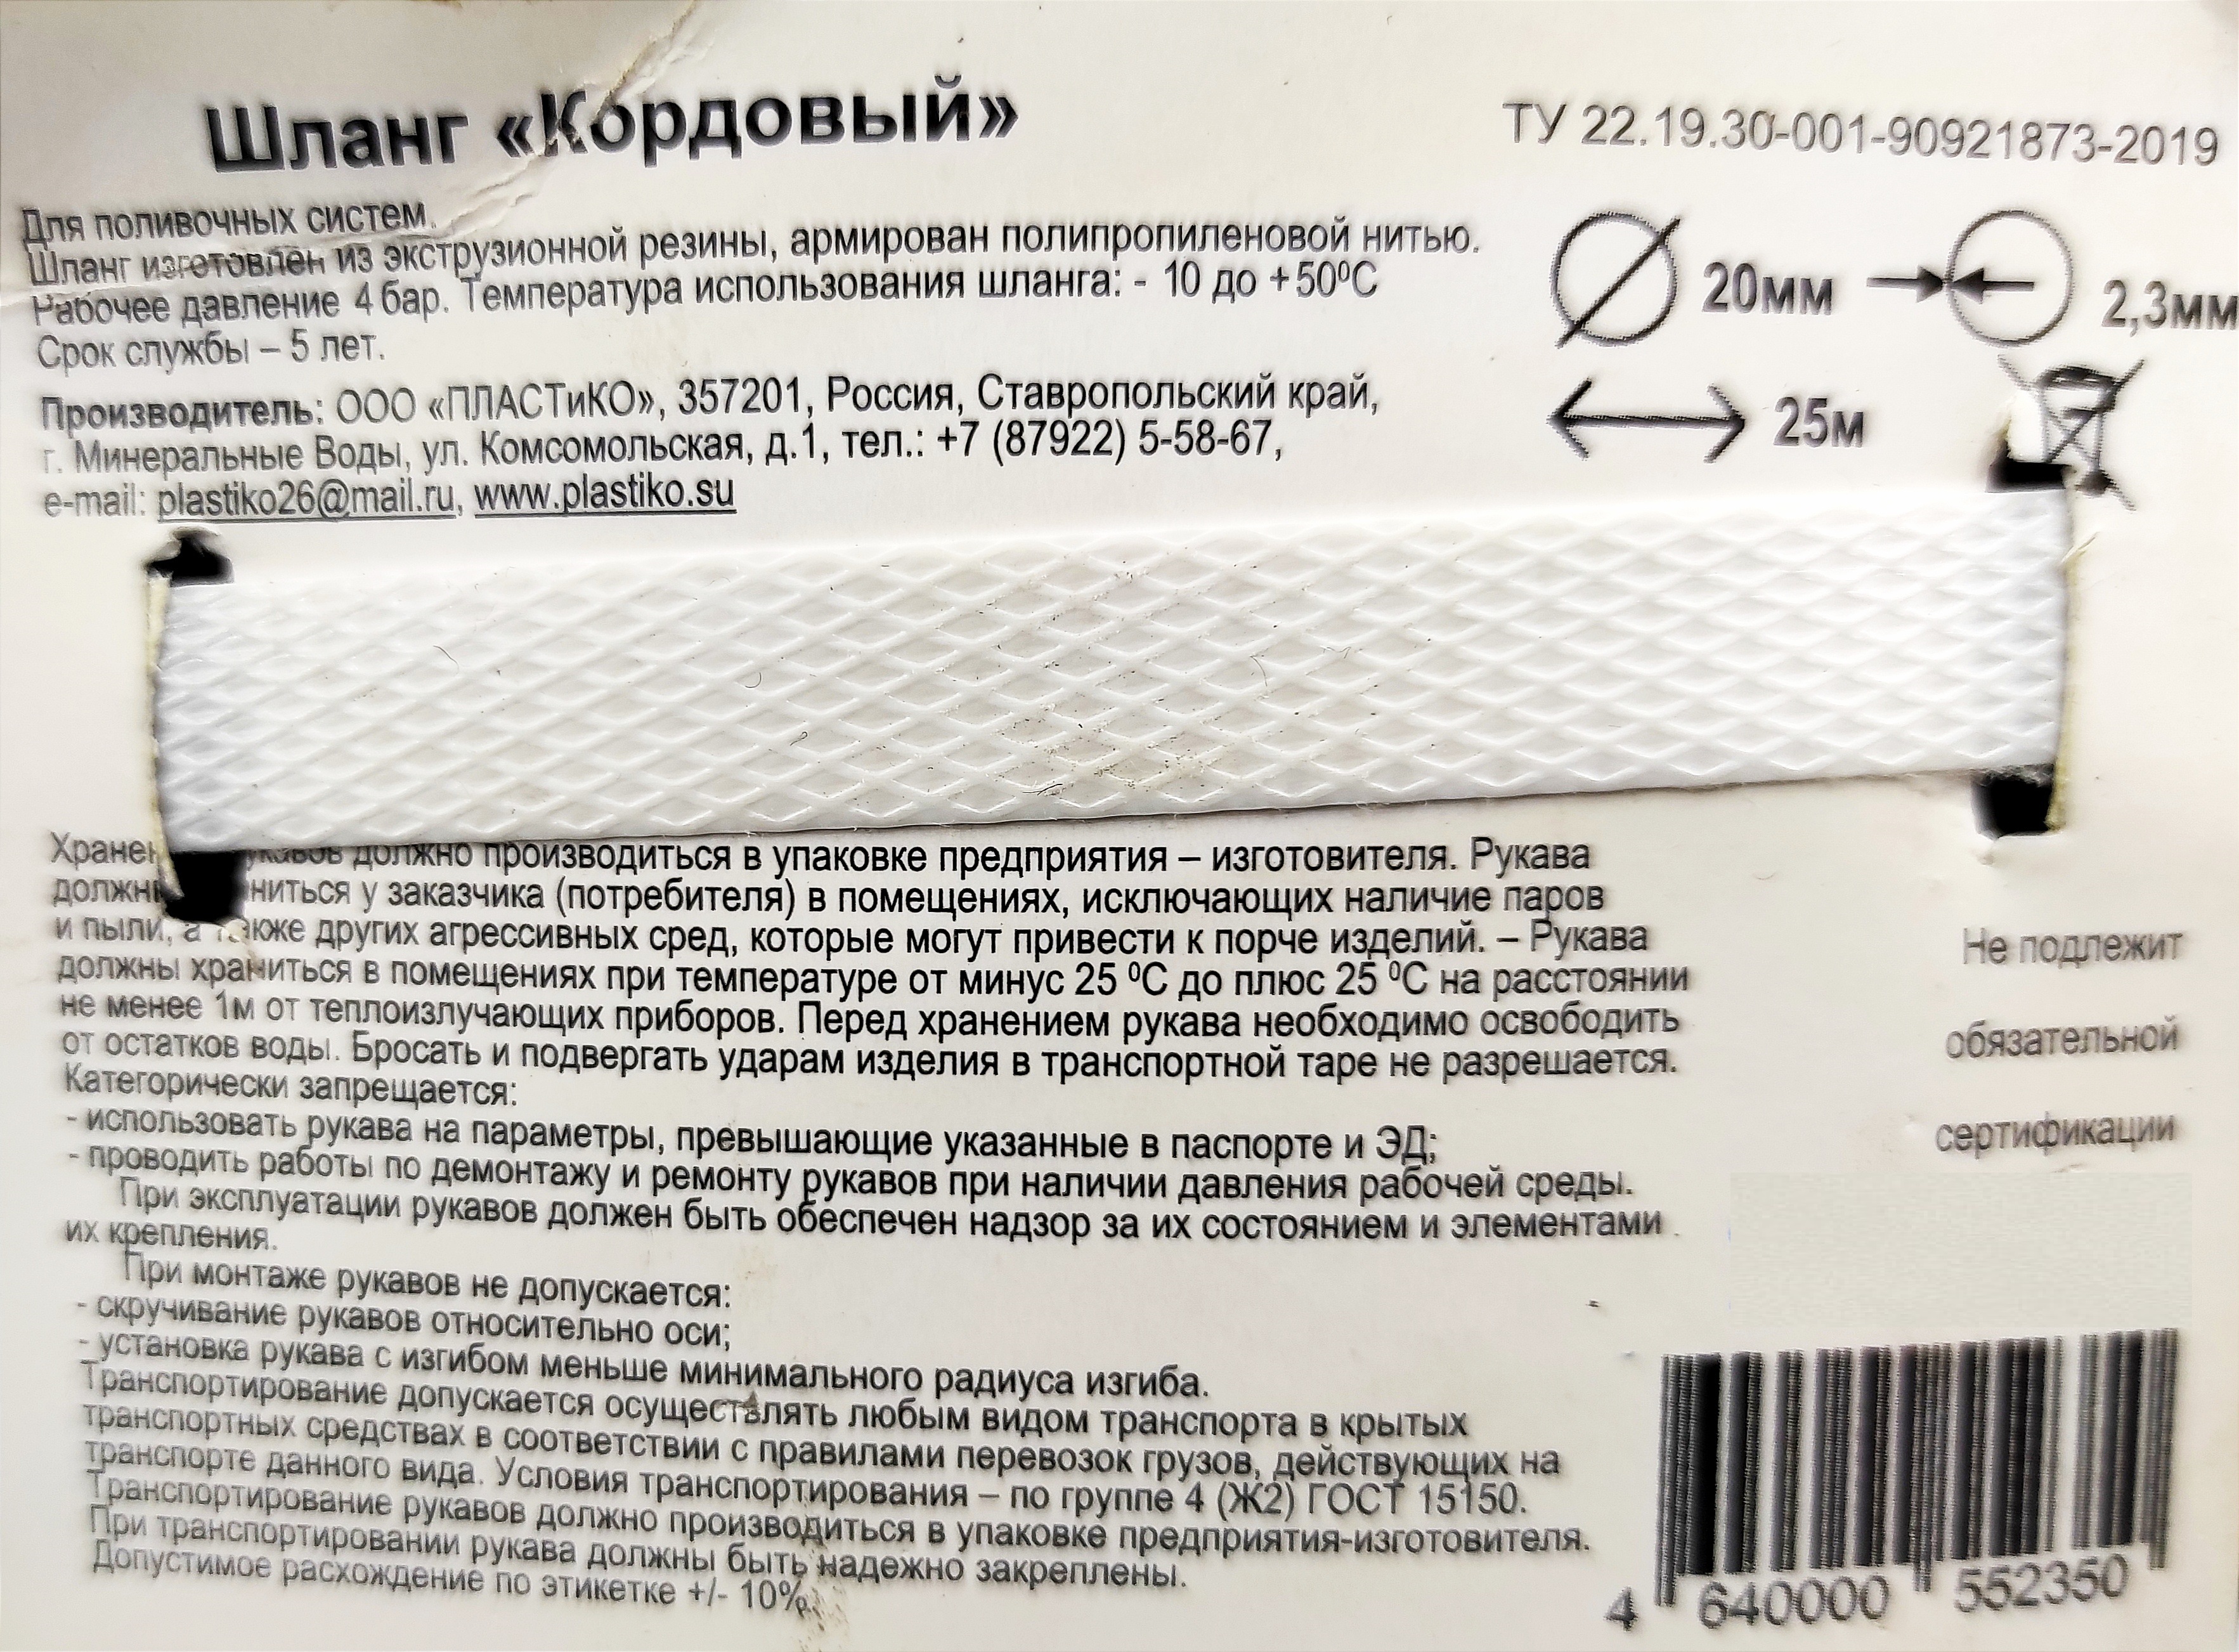 Шланг «Кордовый»
ТУ 22.19.30-001-90921873-2019
Для поливочных систем.
Шланг изготовлен из экструзионной резины, армирован полипропиленовой нитью.
Рабочее давление 4 бар. Температура использования шланга: - 10 до +50⁰С
Срок службы – 5 лет.
20мм
2,3мм
25м
Производитель: ООО «ПЛАСТиКО», 357201, Россия, Ставропольский край,
г. Минеральные Воды, ул. Комсомольская, д.1, тел.: +7 (87922) 5-58-67,
e-mail: plastiko26@mail.ru, www.plastiko.su
должно производиться в упаковке предприятия – изготовителя. Рукава
у заказчика (потребителя) в помещениях, исключающих наличие паров
и пыли, а также других агрессивных сред, которые могут привести к порче изделий. – Рукава
должны храниться в помещениях при температуре от минус 25 ⁰С до плюс 25 ⁰С на расстоянии
не менее 1м от теплоизлучающих приборов. Перед хранением рукава необходимо освободить
от остатков воды. Бросать и подвергать ударам изделия в транспортной таре не разрешается.
Категорически запрещается:
- использовать рукава на параметры, превышающие указанные в паспорте и ЭД;
- проводить работы по демонтажу и ремонту рукавов при наличии давления рабочей среды.
При эксплуатации рукавов должен быть обеспечен надзор за их состоянием и элементами
их крепления.
При монтаже рукавов не допускается:
- скручивание рукавов относительно оси;
- установка рукава с изгибом меньше минимального радиуса изгиба.
Транспортирование допускается осуществлять любым видом транспорта в крытых
транспортных средствах в соответствии с правилами перевозок грузов, действующих на
транспорте данного вида. Условия транспортирования – по группе 4 (Ж2) ГОСТ 15150.
Транспортирование рукавов должно производиться в упаковке предприятия-изготовителя.
При транспортировании рукава должны быть надежно закреплены.
Допустимое расхождение по этикетке +/- 10%
Не подлежит
обязательной
сертификации
4 640000 552350